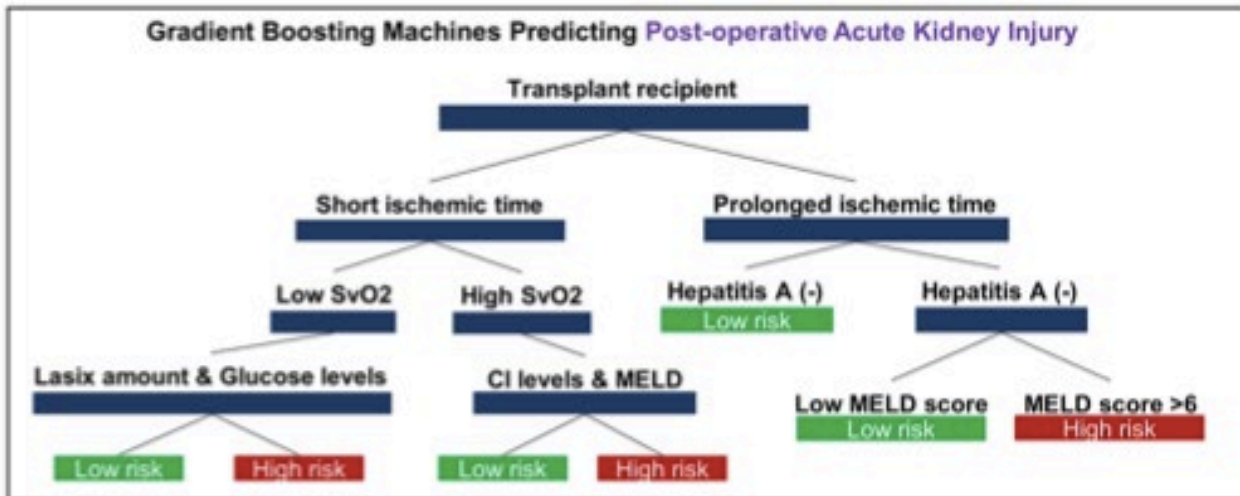 Gradient Boosting Machines Predicting Post-operative Acute Kidney Injury
Transplant recipient
Short ischemic time
Prolonged ischemic time
Low SvO2
High SvO2
Hepatitis A (-)
Low risk
Hepatitis A (-)
Lasix amount & Glucose levels
CI levels & MELD
Low MELD score
Low risk
MELD score >6
High risk
Low risk
High risk
Low risk
High risk